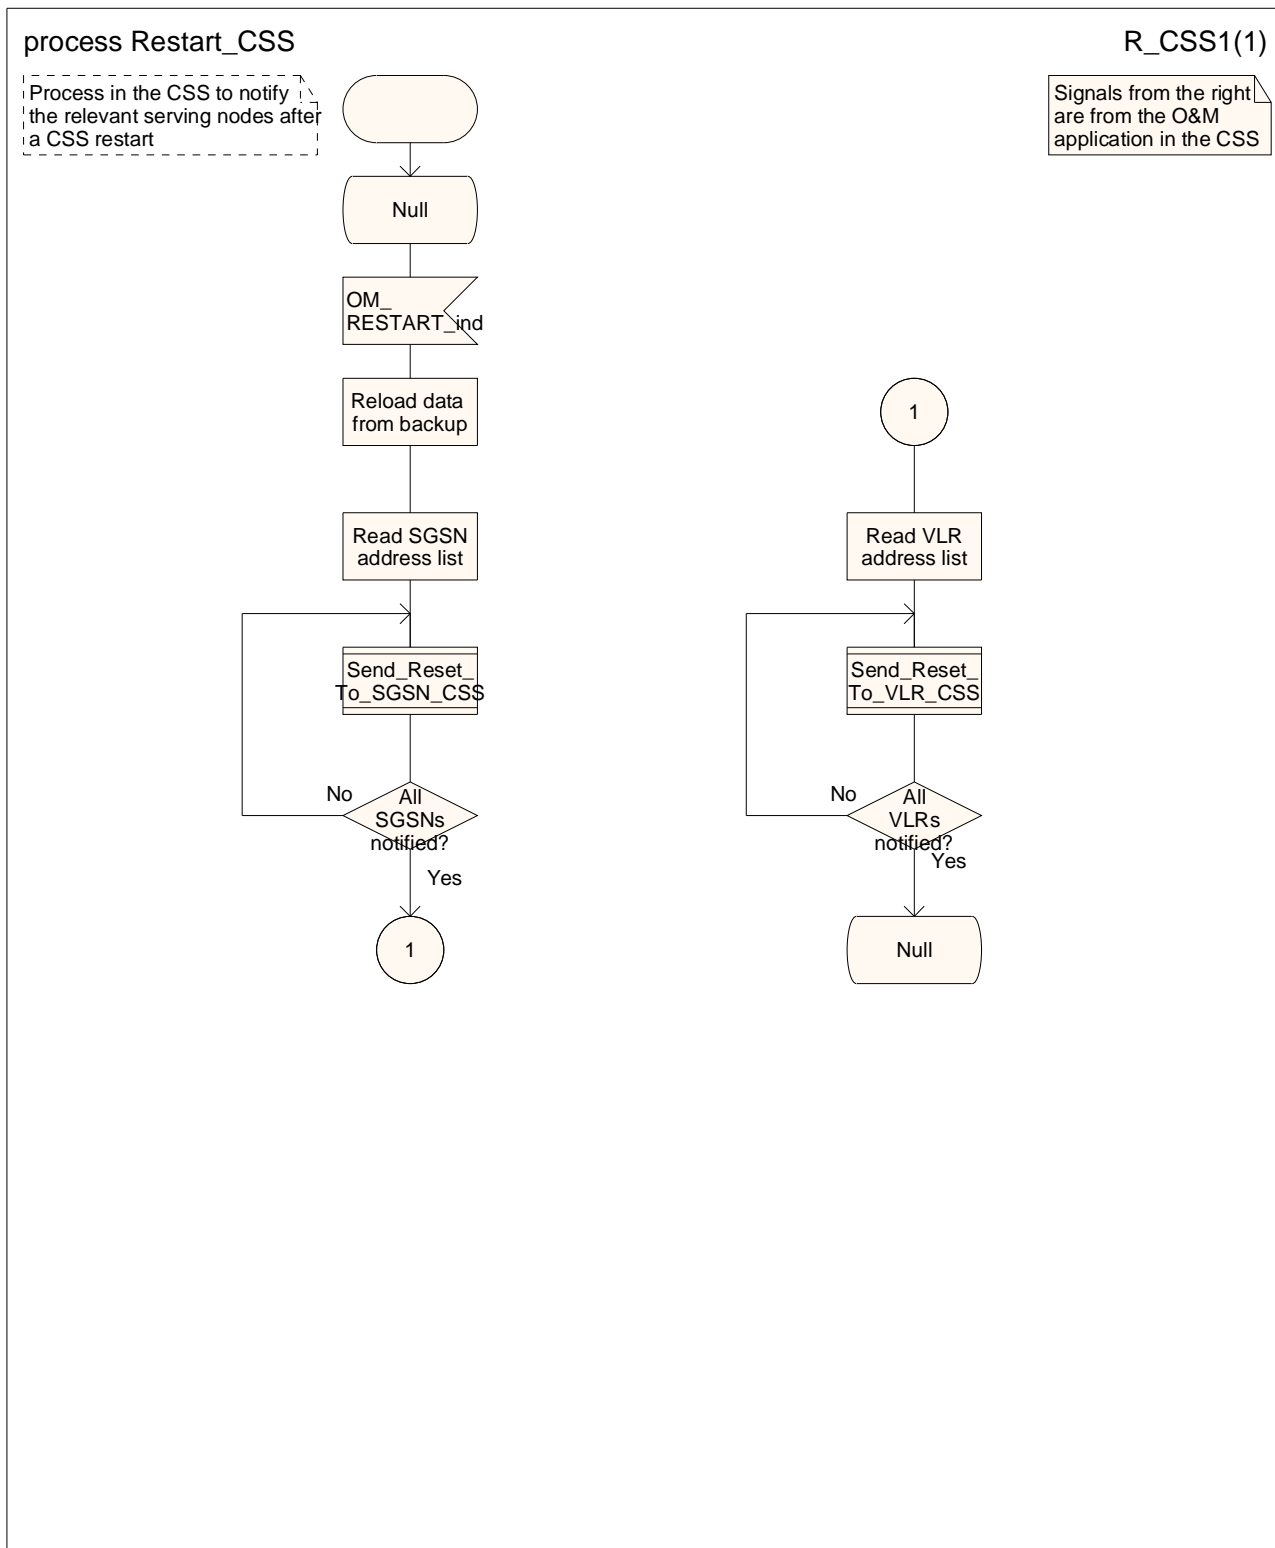 process Restart_CSS
R_CSS1(1)
Process in the CSS to notify
the relevant serving nodes after
a CSS restart
Signals from the right
are from the O&M
application in the CSS
Null
OM_
RESTART_ind
Reload data
from backup
Read SGSN
address list
Send_Reset_
To_SGSN_CSS
No
All
SGSNs
notified?
Yes
1
1
Read VLR
address list
Send_Reset_
To_VLR_CSS
No
All
VLRs
notified?
Yes
Null